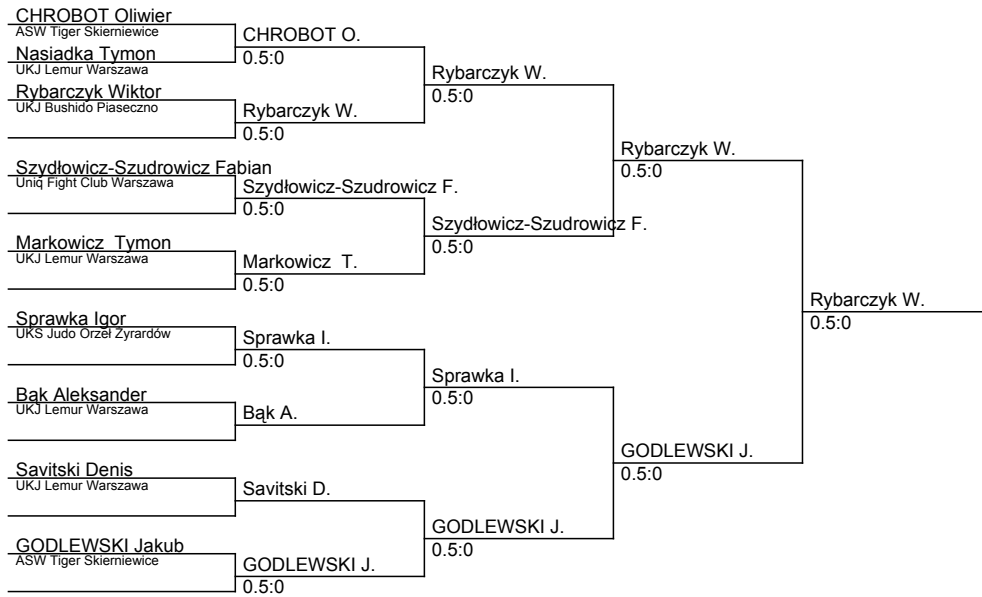 CHROBOT Oliwier
ASW Tiger Skierniewice
Nasiadka Tymon
UKJ Lemur Warszawa
Rybarczyk Wiktor
UKJ Bushido Piaseczno
Szydłowicz-Szudrowicz Fabian
Uniq Fight Club Warszawa
Markowicz  Tymon
UKJ Lemur Warszawa
Sprawka Igor
UKS Judo Orzeł Żyrardów
Bąk Aleksander
UKJ Lemur Warszawa
Savitski Denis
UKJ Lemur Warszawa
GODLEWSKI Jakub
ASW Tiger Skierniewice
CHROBOT O.
0.5:0
Rybarczyk W.
0.5:0
Szydłowicz-Szudrowicz F.
0.5:0
Markowicz  T.
0.5:0
Sprawka I.
0.5:0
Bąk A.
Savitski D.
GODLEWSKI J.
0.5:0
Rybarczyk W.
0.5:0
Szydłowicz-Szudrowicz F.
0.5:0
Sprawka I.
0.5:0
GODLEWSKI J.
0.5:0
Rybarczyk W.
0.5:0
GODLEWSKI J.
0.5:0
Rybarczyk W.
0.5:0